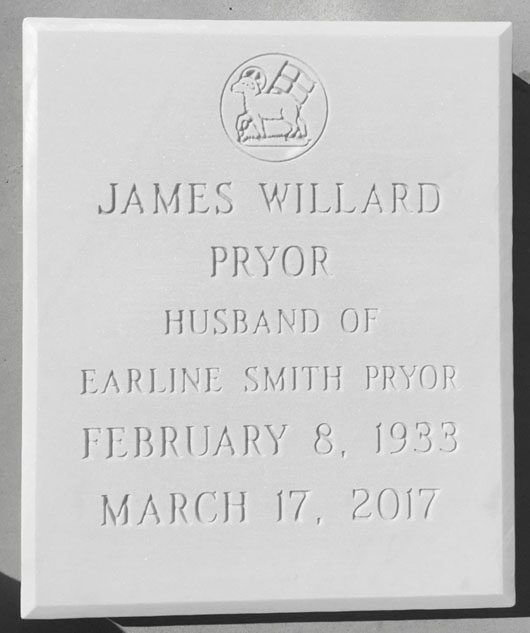 JAMES WILLARD
PRYOR
HUSBAND OF
EARLINE SMITH PRYOR
FEBRUARY 8, 1933
MARCH 17, 2017